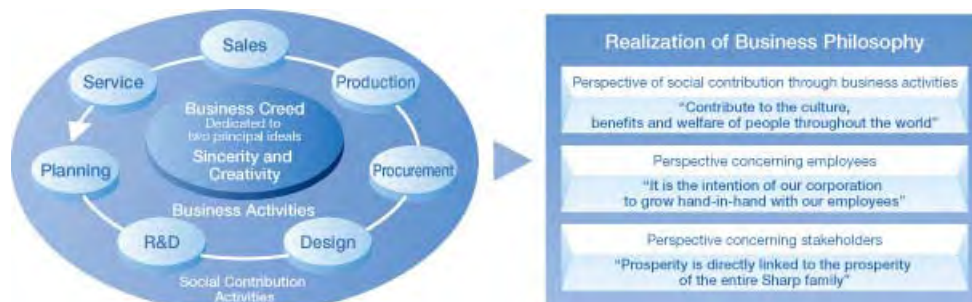 Sales
Service
Production
Business Creed
Dedicated to
two principal ideals
Sincerity and
Creativity
Planning
Procurement
Business Activities
R&D
Design
Social Contribution
Activities
Realization of Business Philosophy
Perspective of social contribution through business activities
"Contribute to the culture,
benefits and welfare of people throughout the world"
Perspective concerning employees
"It is the intention of our corporation
to grow hand-in-hand with our employees"
Perspective concerning stakeholders
"Prosperity is directly linked to the prosperity
of the entire Sharp family"